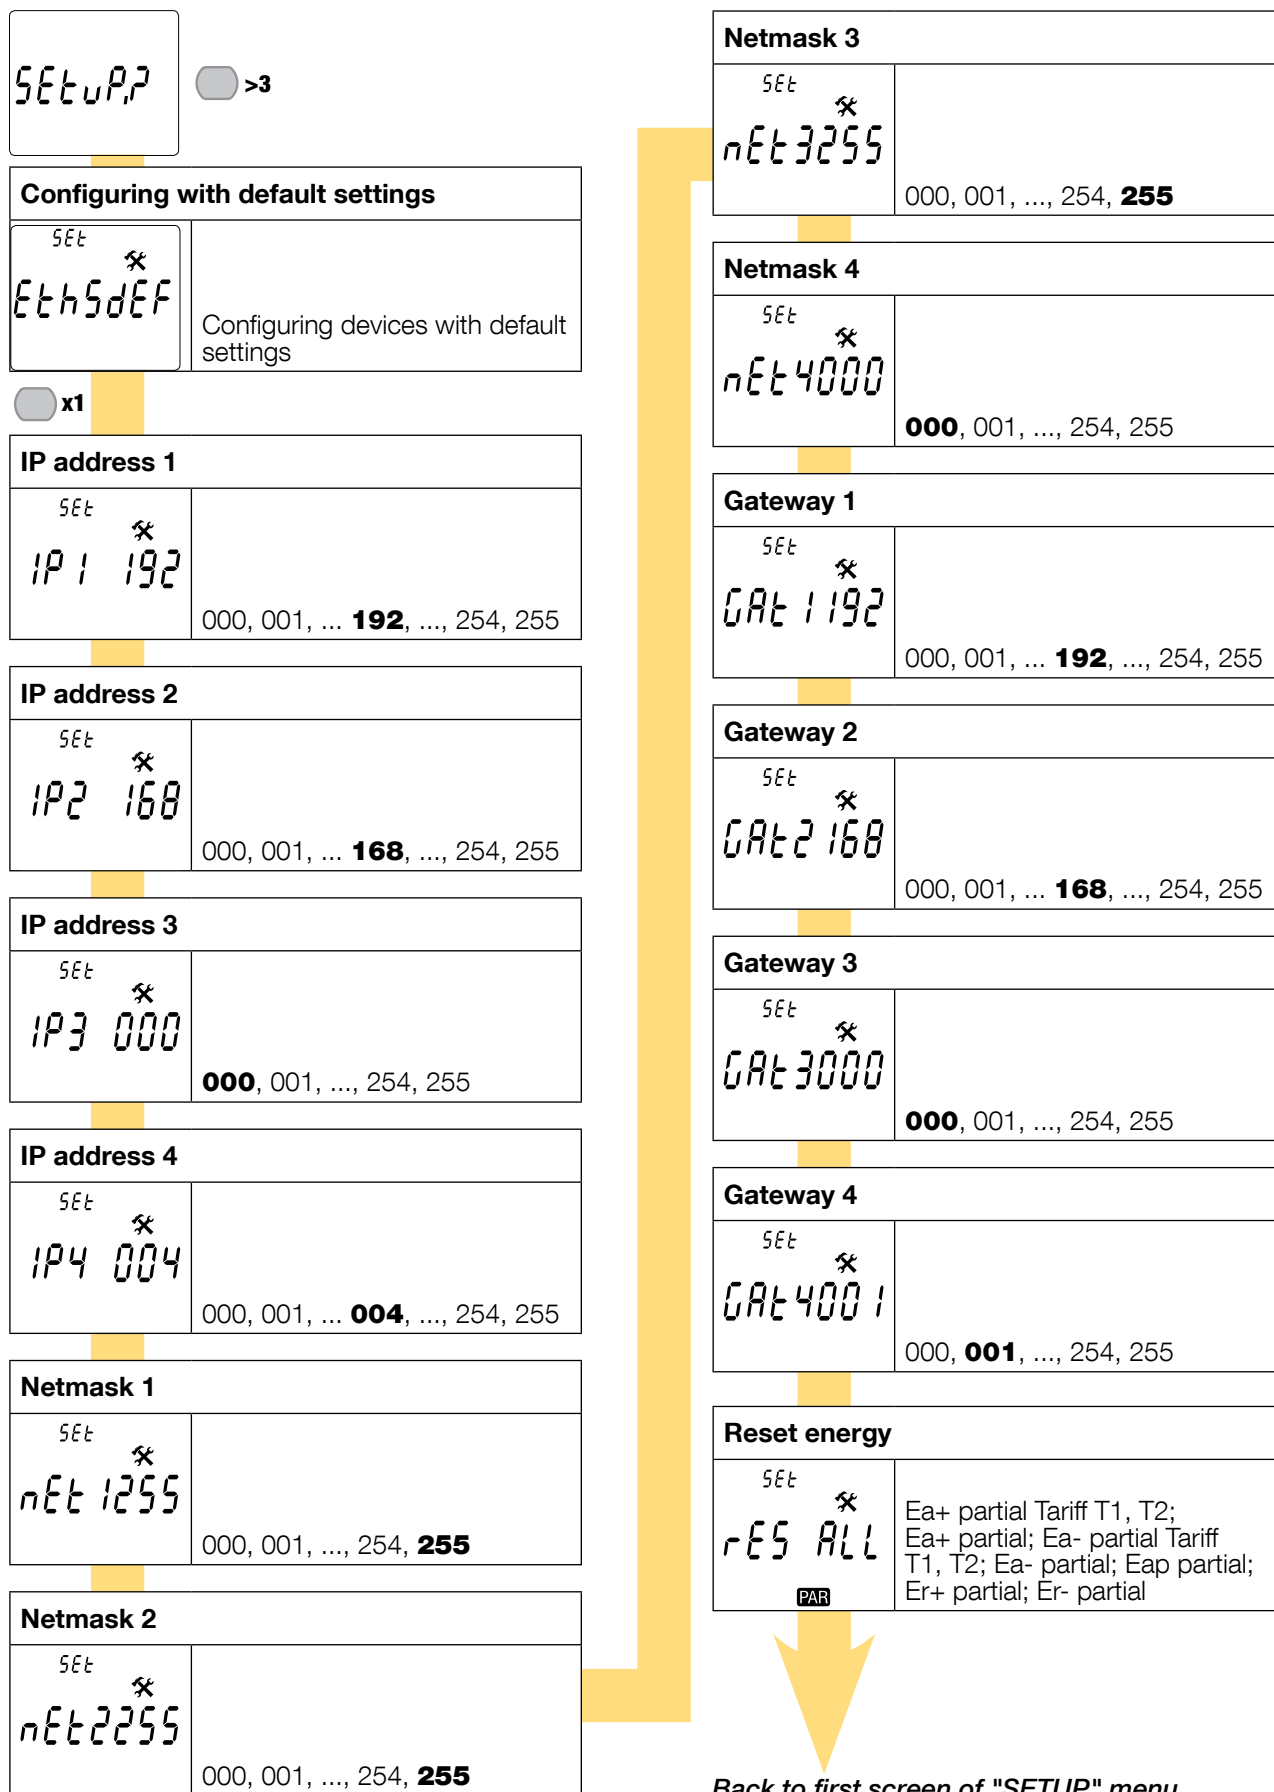 SEtuP,?
>3
Configuring with default settings
SEt
EthSdEF
Configuring devices with default
settings
x1
IP address 1
SEt
IP1 192
000, 001, ... 192, ..., 254, 255
IP address 2
SEt
IP2 168
000, 001, ... 168, ..., 254, 255
IP address 3
SEt
IP3 000
000, 001, ..., 254, 255
IP address 4
SEt
IP4 004
000, 001, ... 004, ..., 254, 255
Netmask 1
SEt
nEt 1255
000, 001, ..., 254, 255
Netmask 2
SEt
nEt2255
000, 001, ..., 254, 255
Netmask 3
SEt
nEt3255
000, 001, ..., 254, 255
Netmask 4
SEt
nEt4000
000, 001, ..., 254, 255
Gateway 1
SEt
GAt 1 192
000, 001, ... 192, ..., 254, 255
Gateway 2
SEt
GAt2 168
000, 001, ... 168, ..., 254, 255
Gateway 3
SEt
GAt3000
000, 001, ..., 254, 255
Gateway 4
SEt
GAt4001
000, 001, ..., 254, 255
Reset energy
SEt
rES ALL
PAR
Ea+ partial Tariff T1, T2;
Ea+ partial; Ea- partial Tariff
T1, T2; Ea- partial; Eap partial;
Er+ partial; Er- partial
Back to first screen of "SETUP" menu